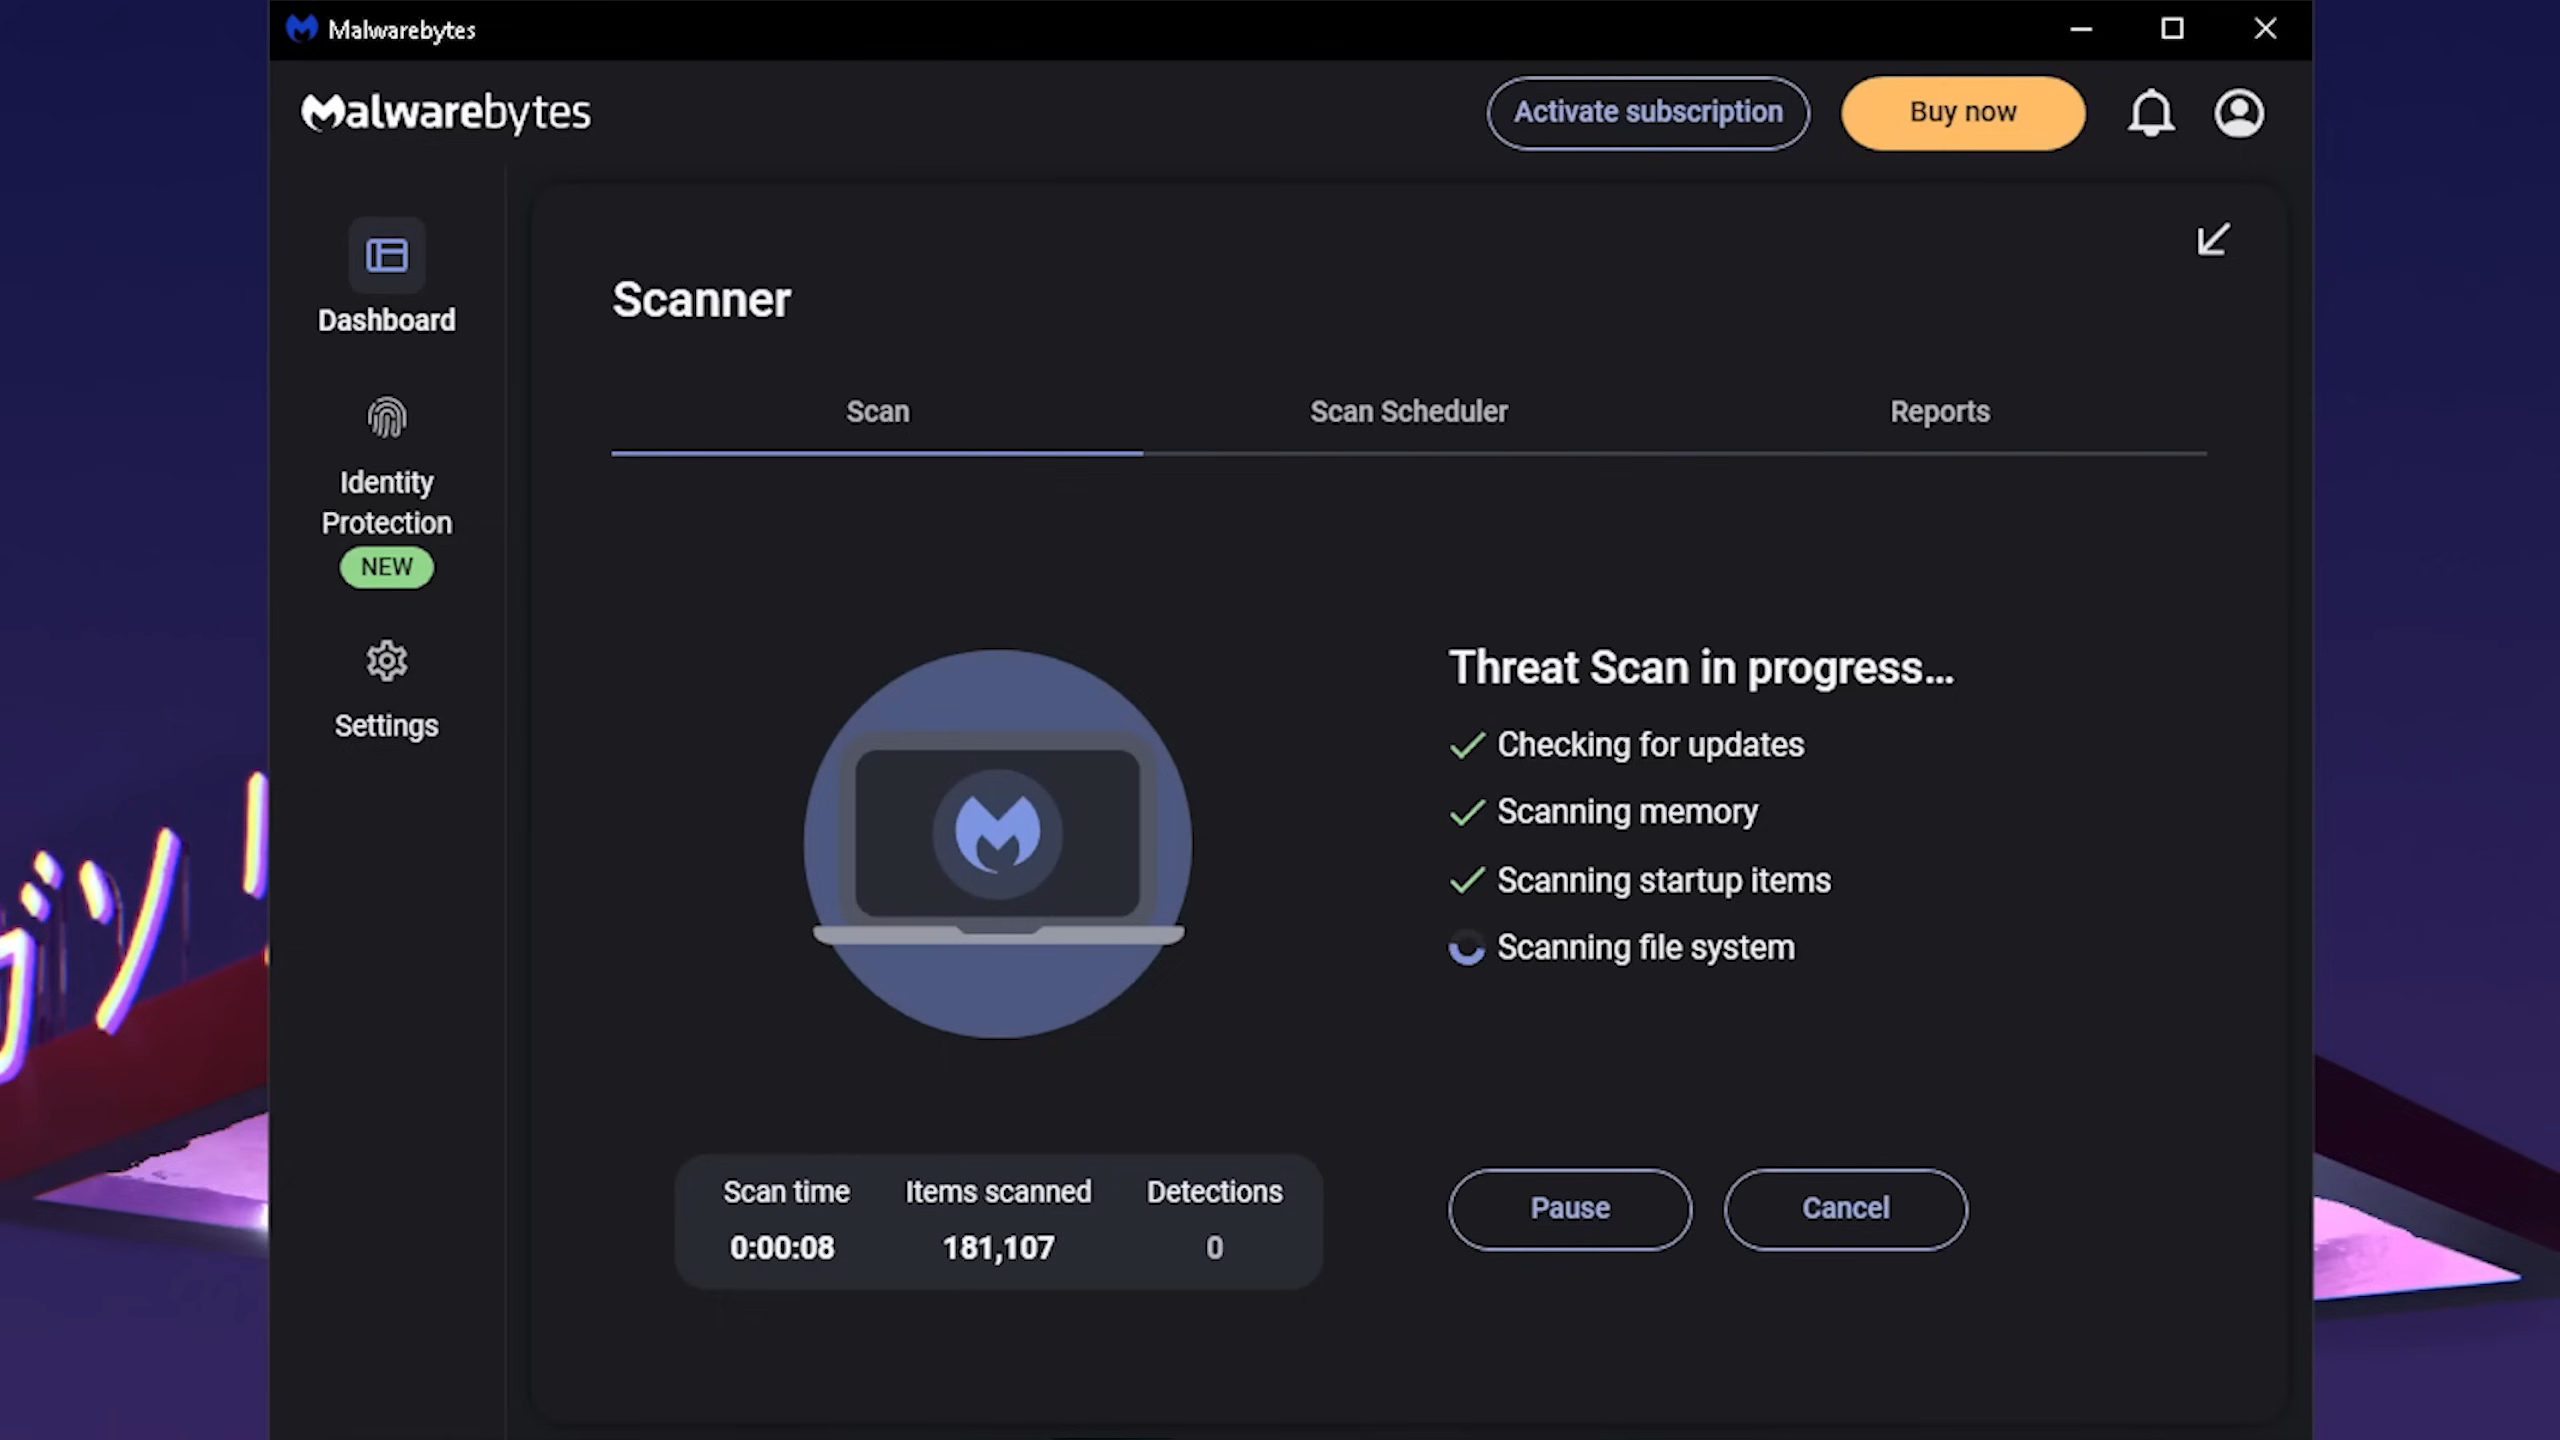 Malwarebytes
Malwarebytes
Activate subscription
Buy now
Dashboard
Identity
Protection
NEW
Settings
Scanner
Scan
Scan Scheduler
Reports
Threat Scan in progress...
Checking for updates
Scanning memory
Scanning startup items
Scanning file system
Scan time
Items scanned
Detections
0:00:08
181,107
0
Pause
Cancel